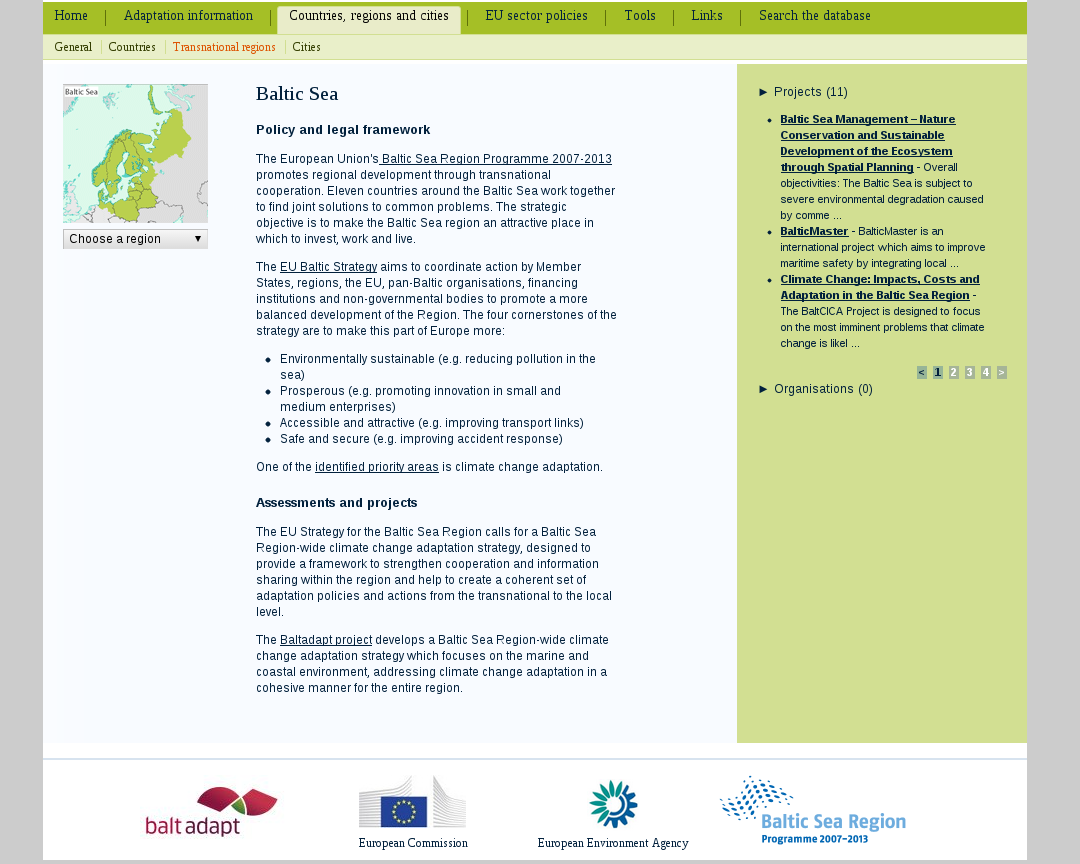 Home Adaptation information Countries, regions and cities EU sector policies Tools Links Search the database
General Countries Transnational regions Cities
Baltic Sea
Choose a region ▼
Baltic Sea
Policy and legal framework
The European Union's Baltic Sea Region Programme 2007-2013
promotes regional development through transnational
cooperation. Eleven countries around the Baltic Sea work together
to find joint solutions to common problems. The strategic
objective is to make the Baltic Sea region an attractive place in
which to invest, work and live.
The EU Baltic Strategy aims to coordinate action by Member
States, regions, the EU, pan-Baltic organisations, financing
institutions and non-governmental bodies to promote a more
balanced development of the Region. The four cornerstones of the
strategy are to make this part of Europe more:
• Environmentally sustainable (e.g. reducing pollution in the
sea)
• Prosperous (e.g. promoting innovation in small and
medium enterprises)
• Accessible and attractive (e.g. improving transport links)
• Safe and secure (e.g. improving accident response)
One of the identified priority areas is climate change adaptation.
Assessments and projects
The EU Strategy for the Baltic Sea Region calls for a Baltic Sea
Region-wide climate change adaptation strategy, designed to
provide a framework to strengthen cooperation and information
sharing within the region and help to create a coherent set of
adaptation policies and actions from the transnational to the local
level.
The Baltadapt project develops a Baltic Sea Region-wide climate
change adaptation strategy which focuses on the marine and
coastal environment, addressing climate change adaptation in a
cohesive manner for the entire region.
► Projects (11)
• Baltic Sea Management – Nature
Conservation and Sustainable
Development of the Ecosystem
through Spatial Planning - Overall
objectivities: The Baltic Sea is subject to
severe environmental degradation caused
by comme ...
• BalticMaster - BalticMaster is an
international project which aims to improve
maritime safety by integrating local ...
• Climate Change: Impacts, Costs and
Adaptation in the Baltic Sea Region -
The BaltCICA Project is designed to focus
on the most imminent problems that climate
change is likel ...
< 1 2 3 4 >
► Organisations (0)
baltadapt
European Commission
European Environment Agency
Baltic Sea Region
Programme 2007-2013